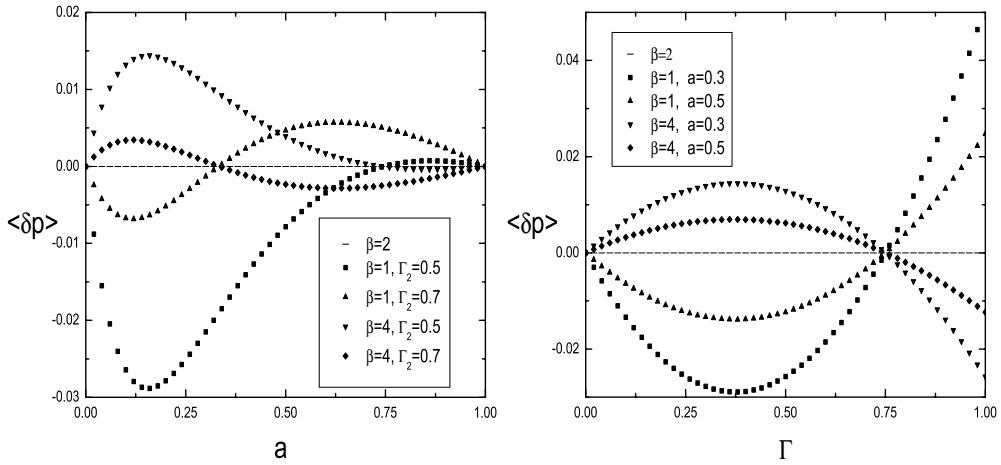 0.02
0.01
0.00
-0.01
-0.02
-0.03
<δp>
− β=2
β=1, Γ2=0.5
β=1, Γ2=0.7
β=4, Γ2=0.5
β=4, Γ2=0.7
0.00 0.25 0.50 0.75 1.00
a
0.04
0.02
0.00
-0.02
<δp>
− β=2
β=1, a=0.3
β=1, a=0.5
β=4, a=0.3
β=4, a=0.5
0.00 0.25 0.50 0.75 1.00
Γ